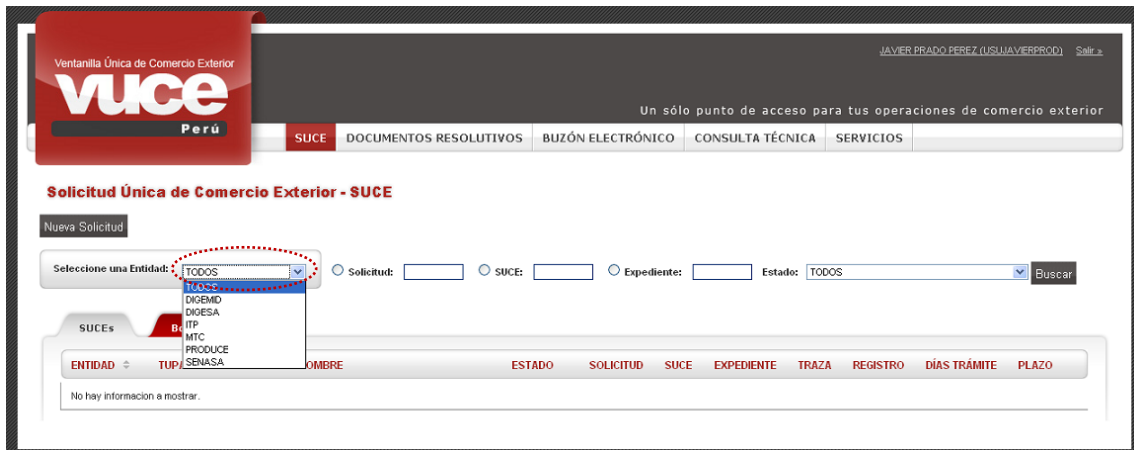 JAVIER PRADO PEREZ (USUJAVIERPROD) Salir »
Ventanilla Única de Comercio Exterior
vuce
Perú
Un sólo punto de acceso para tus operaciones de comercio exterior
SUCE DOCUMENTOS RESOLUTIVOS BUZÓN ELECTRÓNICO CONSULTA TÉCNICA SERVICIOS
Solicitud Única de Comercio Exterior - SUCE
Nueva Solicitud
Seleccione una Entidad: TODOS Solicitud: SUCE: Expediente: Estado: TODOS Buscar
TODOS
DIGEMID
DIGESA
ITP
MTC
PRODUCE
SENASA
SUCEs
ENTIDAD ESTADO SOLICITUD SUCE EXPEDIENTE TRAZA REGISTRO DÍAS TRÁMITE PLAZO
No hay informacion a mostrar.